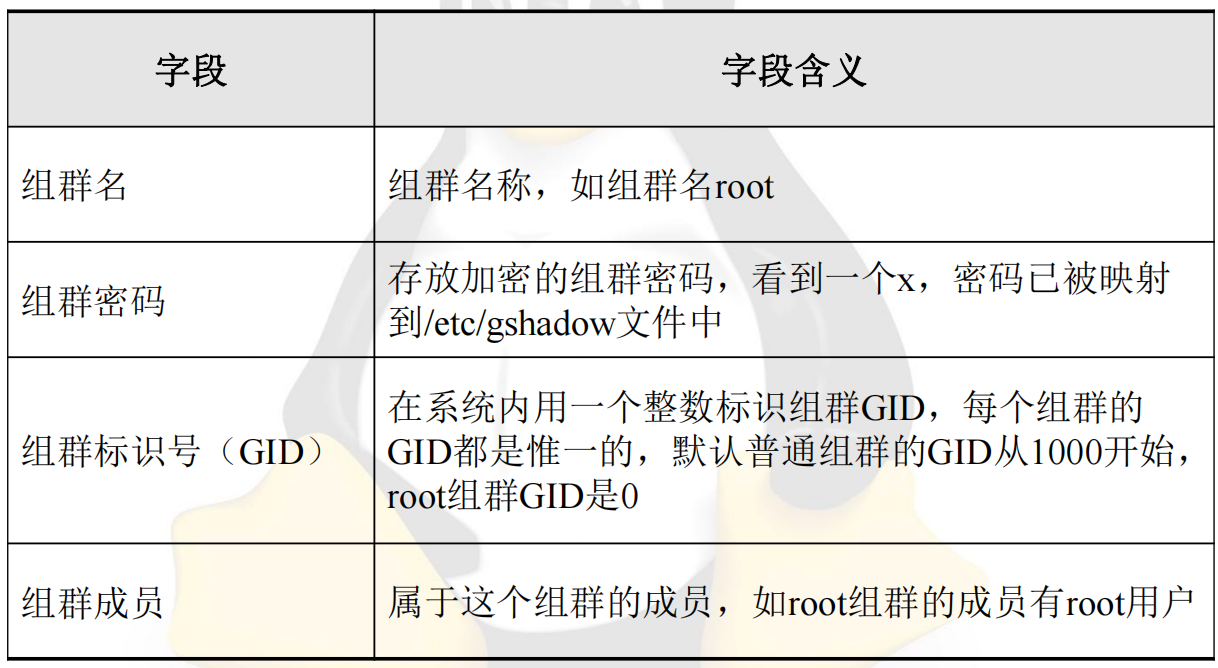 字段
字段含义
组群名
组群名称，如组群名root
组群密码
存放加密的组群密码，看到一个x，密码已被映射
到/etc/gshadow文件中
组群标识号（GID）
在系统内用一个整数标识组群GID，每个组群的
GID都是惟一的，默认普通组群的GID从1000开始，
root组群GID是0
组群成员
属于这个组群的成员，如root组群的成员有root用户